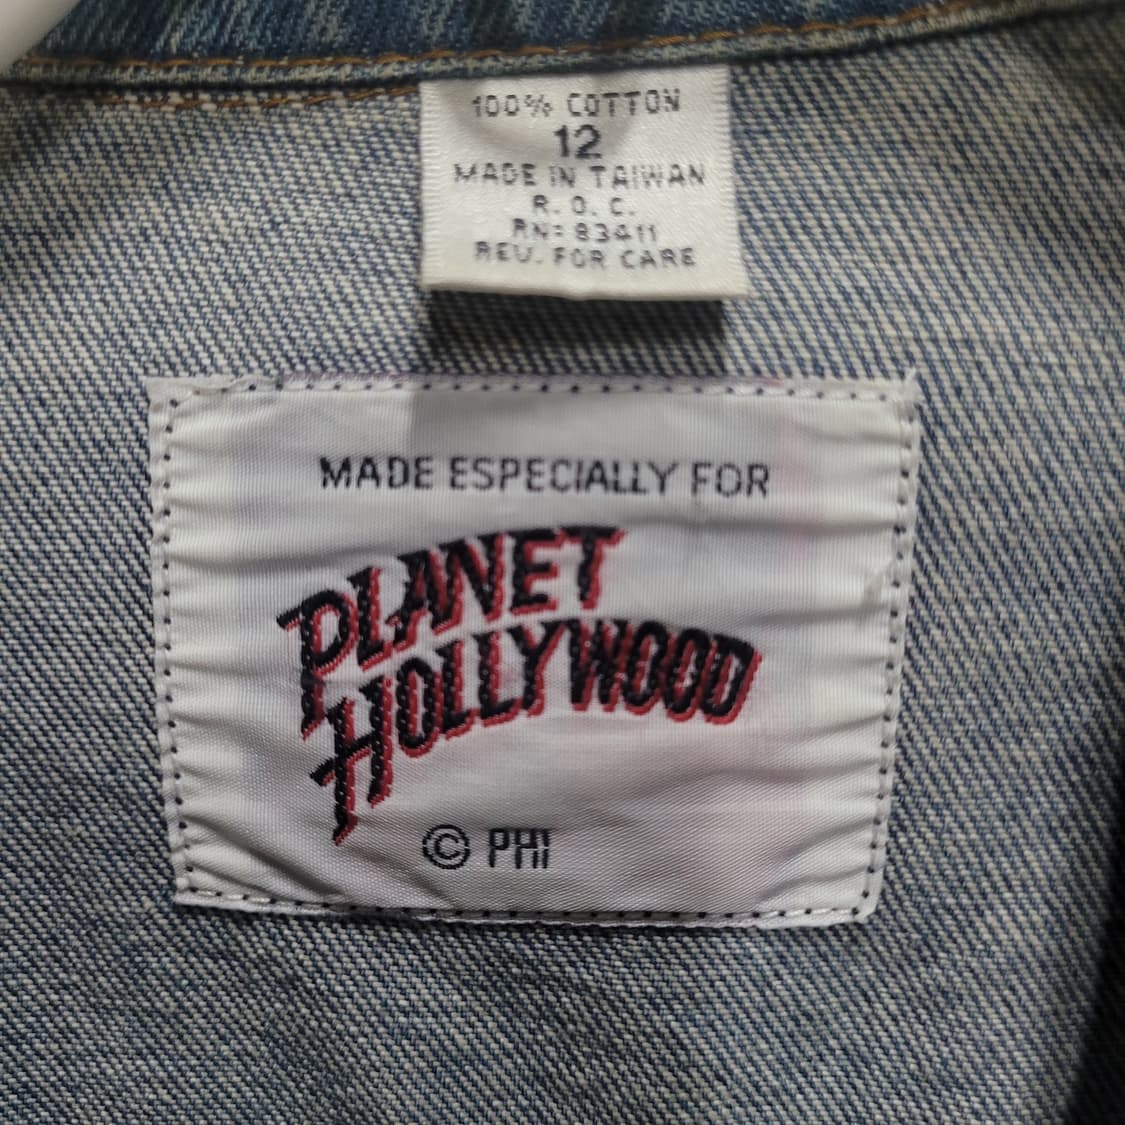 100% COTTON
12
MADE IN TAIWAN
R. O. C.
RN= 83411
REV. FOR CARE
MADE ESPECIALLY FOR
PLANET
HOLLYWOOD
© PHI